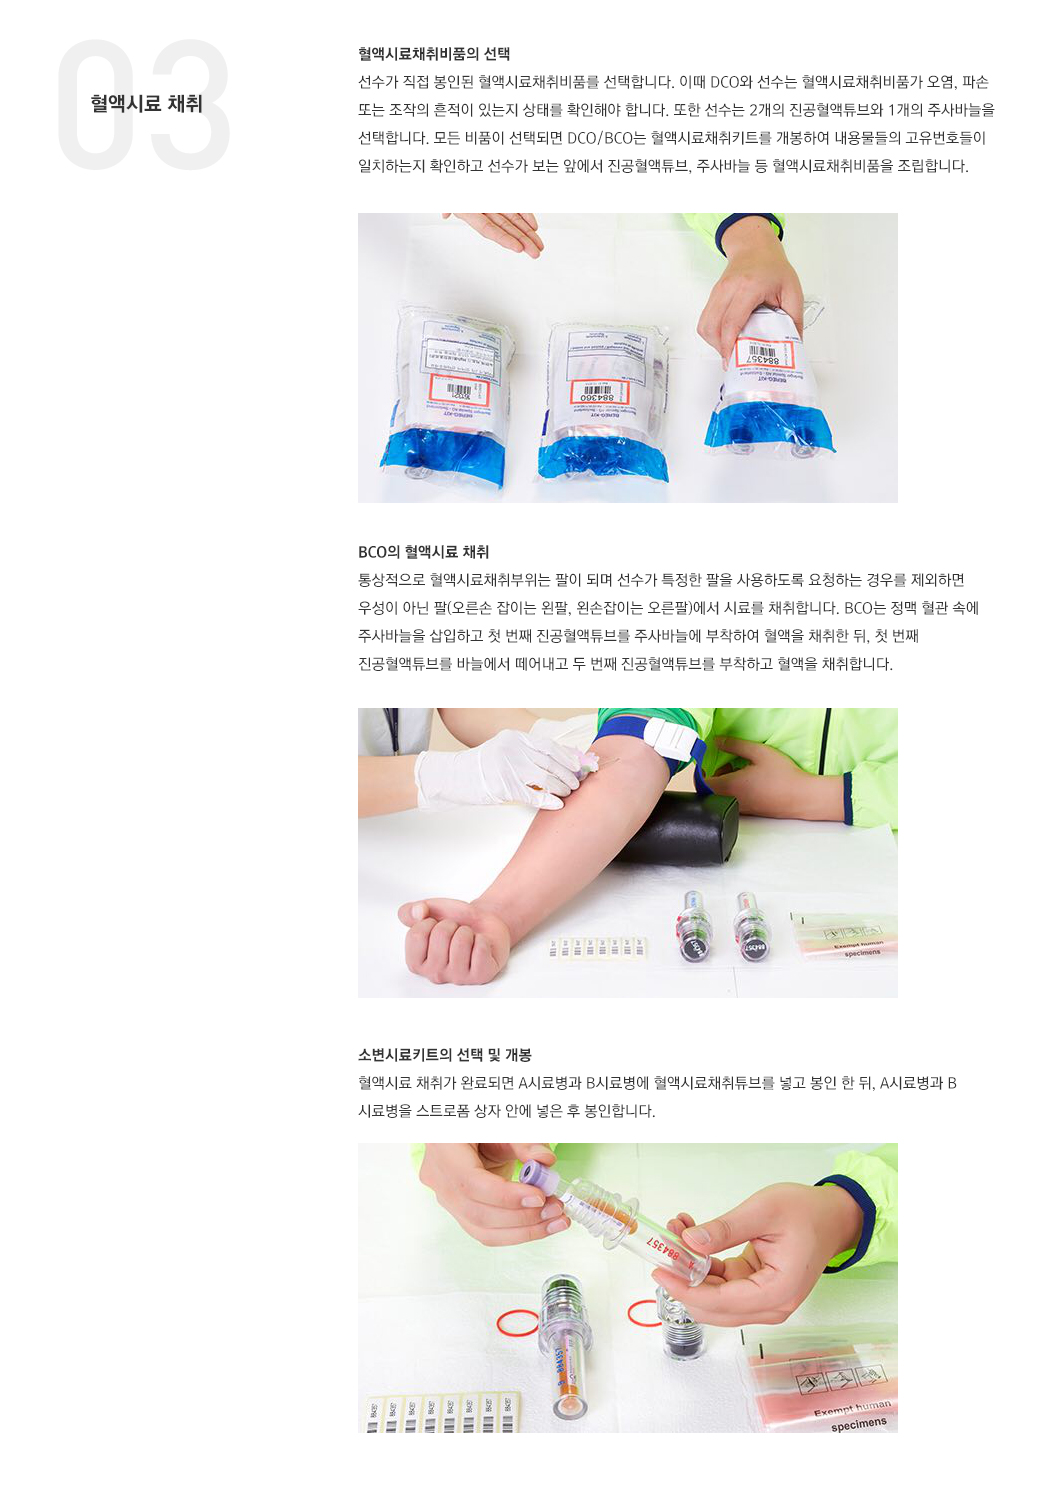 03
혈액시료 채취
혈액시료채취비품의 선택
선수가 직접 봉인된 혈액시료채취비품를 선택합니다. 이때 DCO와 선수는 혈액시료채취비품가 오염, 파손
또는 조작의 흔적이 있는지 상태를 확인해야 합니다. 또한 선수는 2개의 진공혈액튜브와 1개의 주사바늘을
선택합니다. 모든 비품이 선택되면 DCO/BCO는 혈액시료채취키트를 개봉하여 내용물들의 고유번호들이
일치하는지 확인하고 선수가 보는 앞에서 진공혈액튜브, 주사바늘 등 혈액시료채취비품을 조립합니다.
BEREG-KIT
884360
BEREG-KIT
884357
BEREG-KIT
BCO의 혈액시료 채취
통상적으로 혈액시료채취부위는 팔이 되며 선수가 특정한 팔을 사용하도록 요청하는 경우를 제외하면
우성이 아닌 팔(오른손 잡이는 왼팔, 왼손잡이는 오른팔)에서 시료를 채취합니다. BCO는 정맥 혈관 속에
주사바늘을 삽입하고 첫 번째 진공혈액튜브를 주사바늘에 부착하여 혈액을 채취한 뒤, 첫 번째
진공혈액튜브를 바늘에서 떼어내고 두 번째 진공혈액튜브를 부착하고 혈액을 채취합니다.
884357
884357
Exempt human
specimens
소변시료키트의 선택 및 개봉
혈액시료 채취가 완료되면 A시료병과 B시료병에 혈액시료채취튜브를 넣고 봉인 한 뒤, A시료병과 B
시료병을 스트로폼 상자 안에 넣은 후 봉인합니다.
A 884357
B 884357
884357 884357 884357 884357 884357 884357 884357 884357
Exempt human
specimens